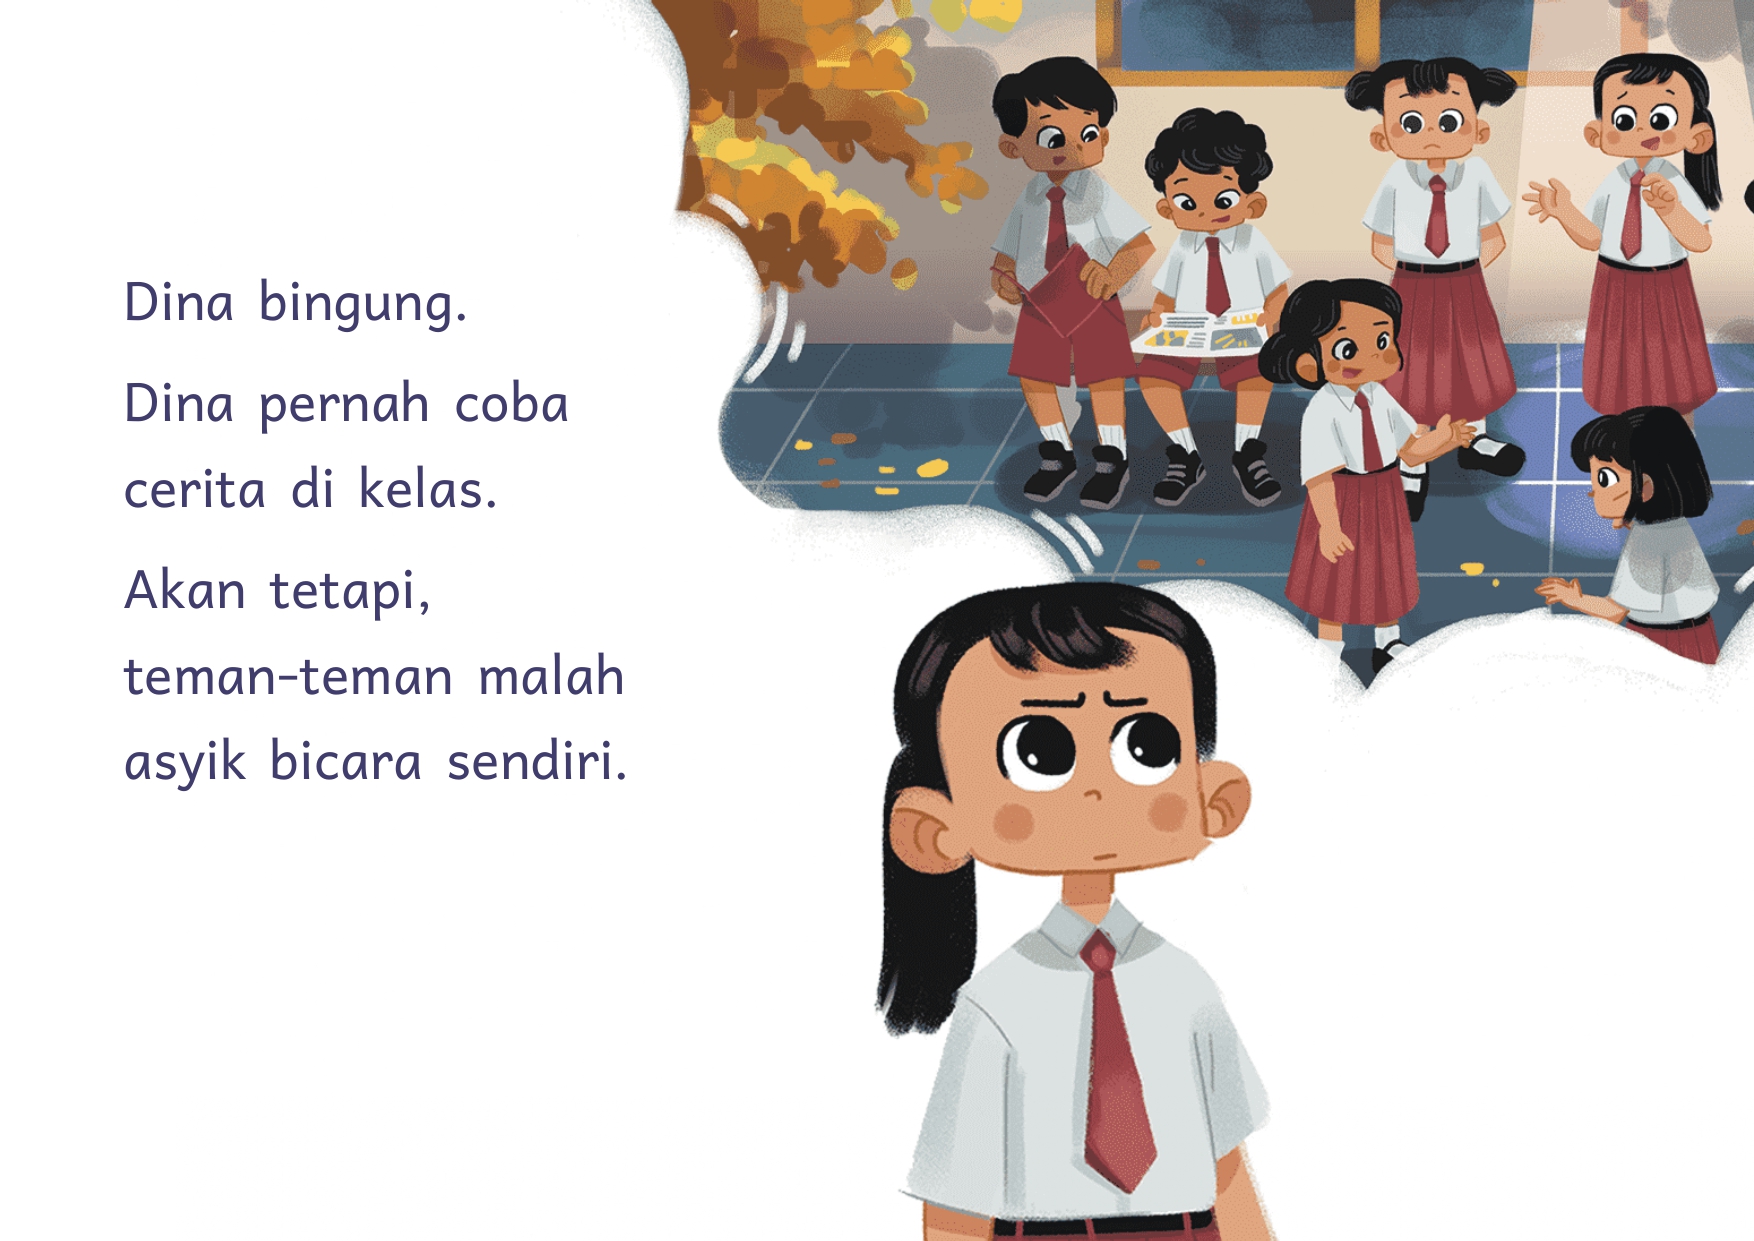 Dina bingung.
Dina pernah coba
cerita di kelas.
Akan tetapi,
teman-teman malah
asyik bicara sendiri.